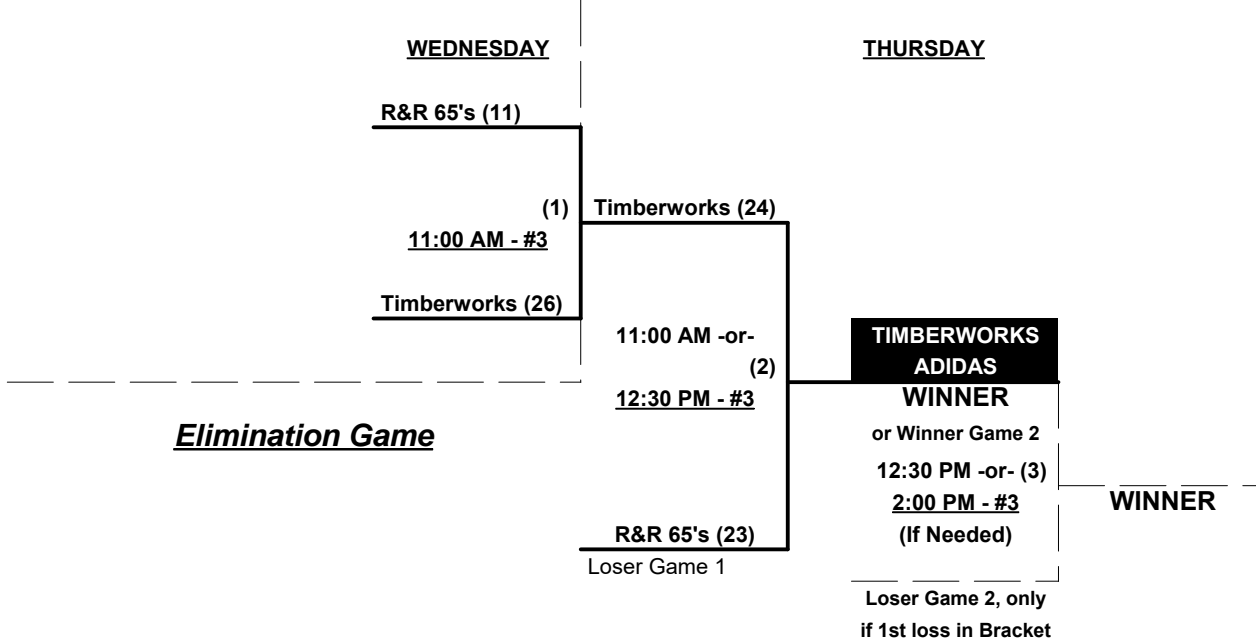 WEDNESDAY
THURSDAY
R&R 65's (11)
(1)
Timberworks (24)
11:00 AM - #3
Timberworks (26)
11:00 AM -or-
(2)
12:30 PM - #3
TIMBERWORKS
ADIDAS
WINNER
or Winner Game 2
Elimination Game
12:30 PM -or- (3)
2:00 PM - #3
(If Needed)
WINNER
R&R 65's (23)
Loser Game 1
Loser Game 2, only
if 1st loss in Bracket